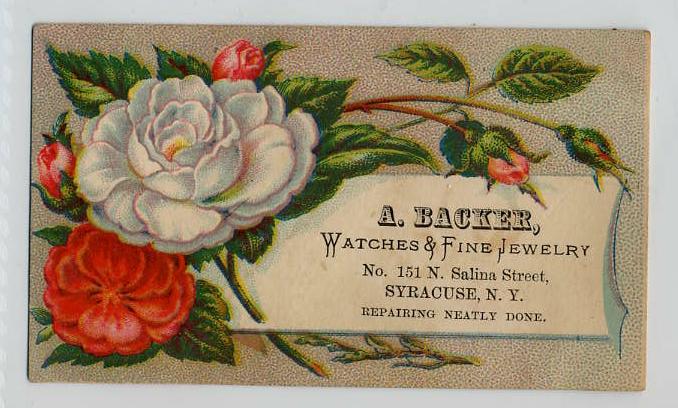 A. BACKER,
WATCHES & FINE JEWELRY
No. 151 N. Salina Street,
SYRACUSE, N. Y.
REPAIRING NEATLY DONE.